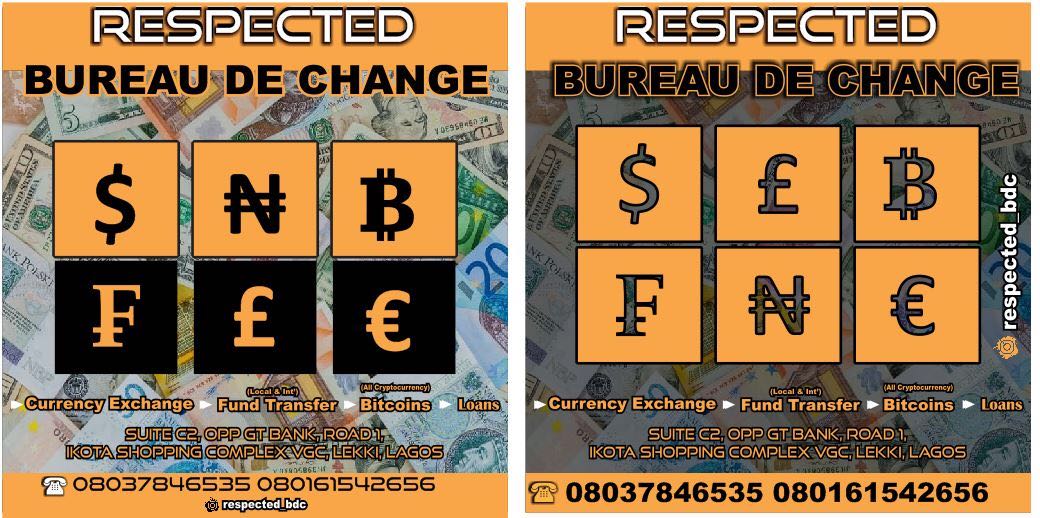 RESPECTED
BUREAU DE CHANGE
$ ₦ ₿
₣ £ €
(Local & Int') (All Cryptocurrency)
Currency Exchange Fund Transfer Bitcoins Loans
SUITE C2, OPP GT BANK, ROAD 1,
IKOTA SHOPPING COMPLEX VGC, LEKKI, LAGOS
08037846535 080161542656
respected_bdc
RESPECTED
BUREAU DE CHANGE
$ £ ₿
₣ ₦ €
respected_bdc
(Local & Int') (All Cryptocurrency)
Currency Exchange Fund Transfer Bitcoins Loans
SUITE C2, OPP GT BANK, ROAD 1,
IKOTA SHOPPING COMPLEX VGC, LEKKI, LAGOS
08037846535 080161542656